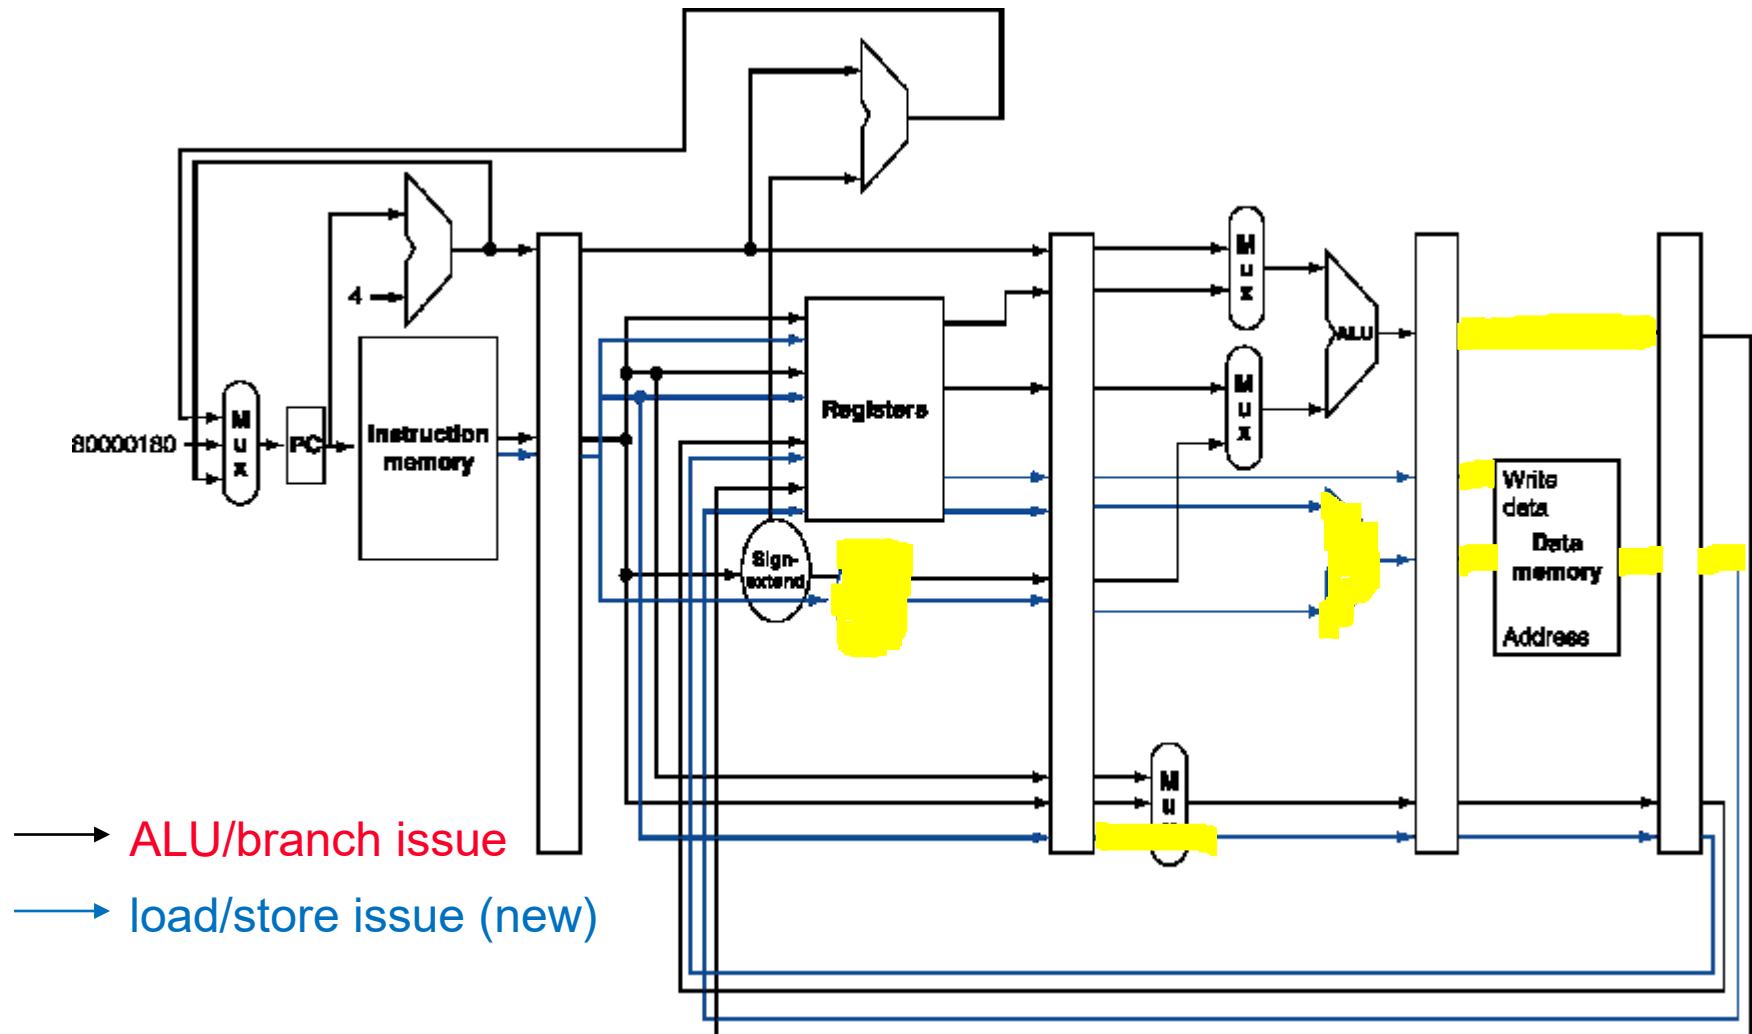 4
80000180
M
u
x
PC
Instruction
memory
Registers
Sign-
extend
M
u
x
M
u
x
ALU
Write
data
Data
memory
Address
M
u
ALU/branch issue
load/store issue (new)